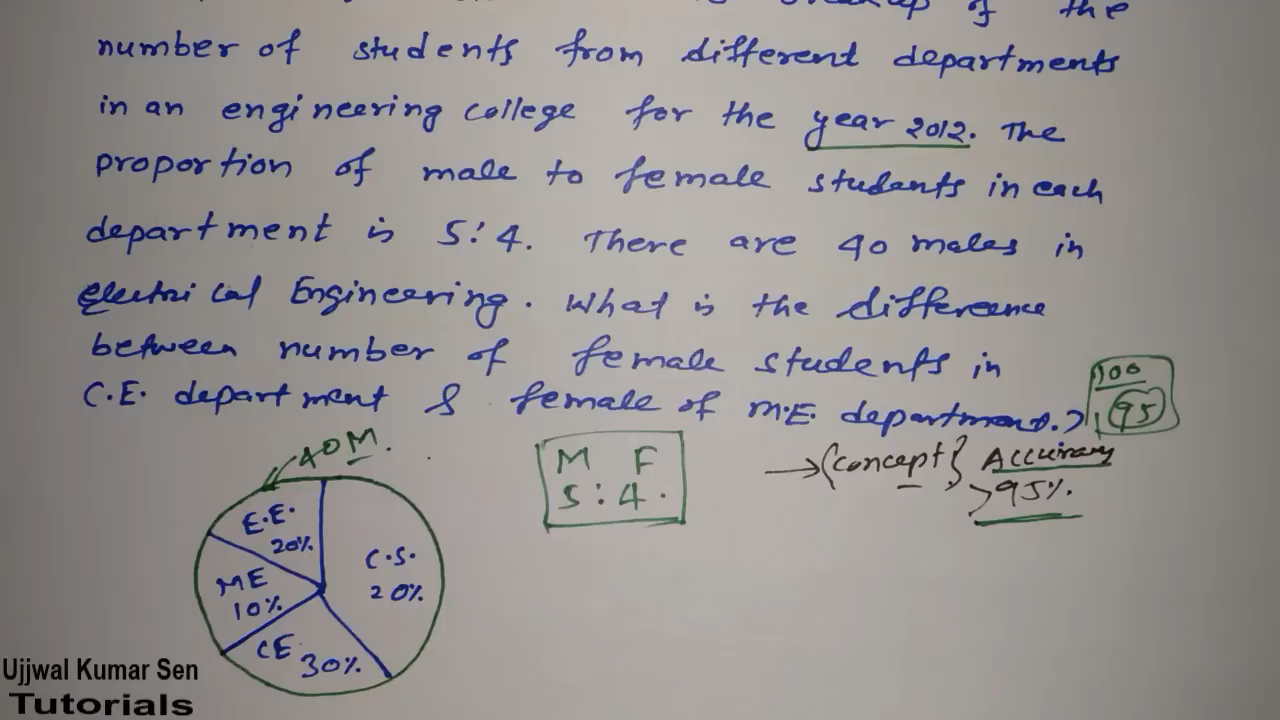 of the
number of students from different departments
in an engineering college for the year 2012. The
proportion of male to female students in each
department is 5:4. There are 40 males in
Electrical Engineering. What is the difference
between number of female students in
C.E. department & female of M.E. department.?
100
95
→ {concept} Accuracy
>95%.
40M.
M F
5:4.
E.E.
20%
C.S.
20%
ME
10%
CE
30%
Ujjwal Kumar Sen
Tutorials